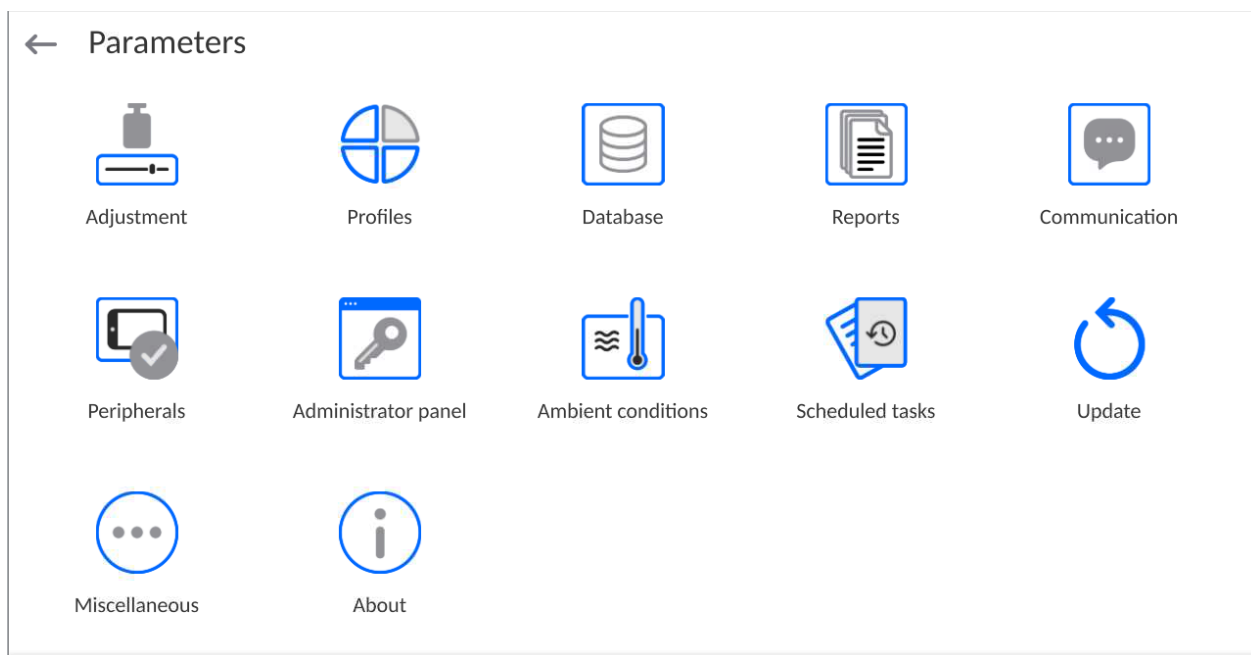 Parameters
Adjustment
Profiles
Database
Reports
Communication
Peripherals
Administrator panel
Ambient conditions
Scheduled tasks
Update
Miscellaneous
About